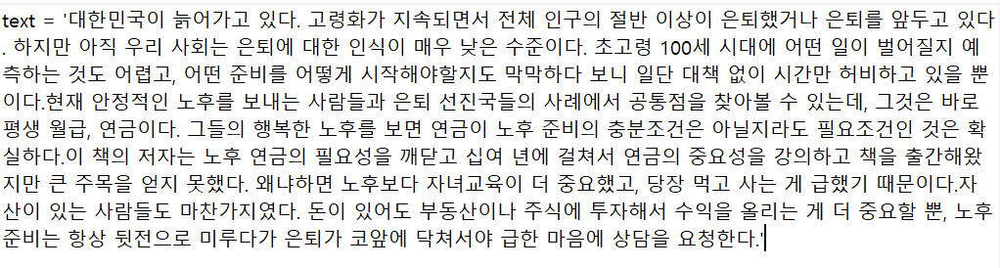 text = '대한민국이 늙어가고 있다. 고령화가 지속되면서 전체 인구의 절반 이상이 은퇴했거나 은퇴를 앞두고 있다
. 하지만 아직 우리 사회는 은퇴에 대한 인식이 매우 낮은 수준이다. 초고령 100세 시대에 어떤 일이 벌어질지 예
측하는 것도 어렵고, 어떤 준비를 어떻게 시작해야할지도 막막하다 보니 일단 대책 없이 시간만 허비하고 있을 뿐
이다.현재 안정적인 노후를 보내는 사람들과 은퇴 선진국들의 사례에서 공통점을 찾아볼 수 있는데, 그것은 바로
평생 월급, 연금이다. 그들의 행복한 노후를 보면 연금이 노후 준비의 충분조건은 아닐지라도 필요조건인 것은 확
실하다.이 책의 저자는 노후 연금의 필요성을 깨닫고 십여 년에 걸쳐서 연금의 중요성을 강의하고 책을 출간해왔
지만 큰 주목을 얻지 못했다. 왜냐하면 노후보다 자녀교육이 더 중요했고, 당장 먹고 사는 게 급했기 때문이다.자
산이 있는 사람들도 마찬가지였다. 돈이 있어도 부동산이나 주식에 투자해서 수익을 올리는 게 더 중요할 뿐, 노후
준비는 항상 뒷전으로 미루다가 은퇴가 코앞에 닥쳐서야 급한 마음에 상담을 요청한다.'